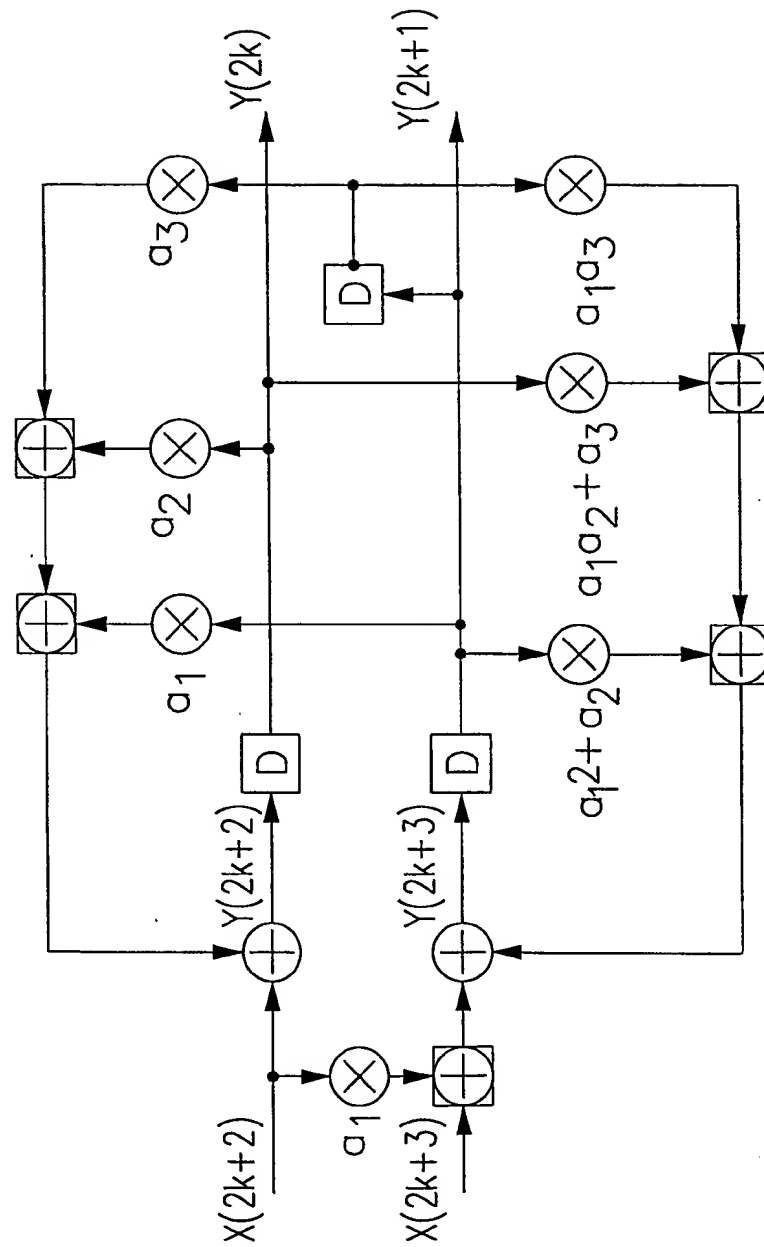 a3
Y(2k)
D
Y(2k+1)
a1a3
a2
a1a2+a3
a1
D
D
a12+a2
Y(2k+2)
Y(2k+3)
X(2k+2)
a1
X(2k+3)